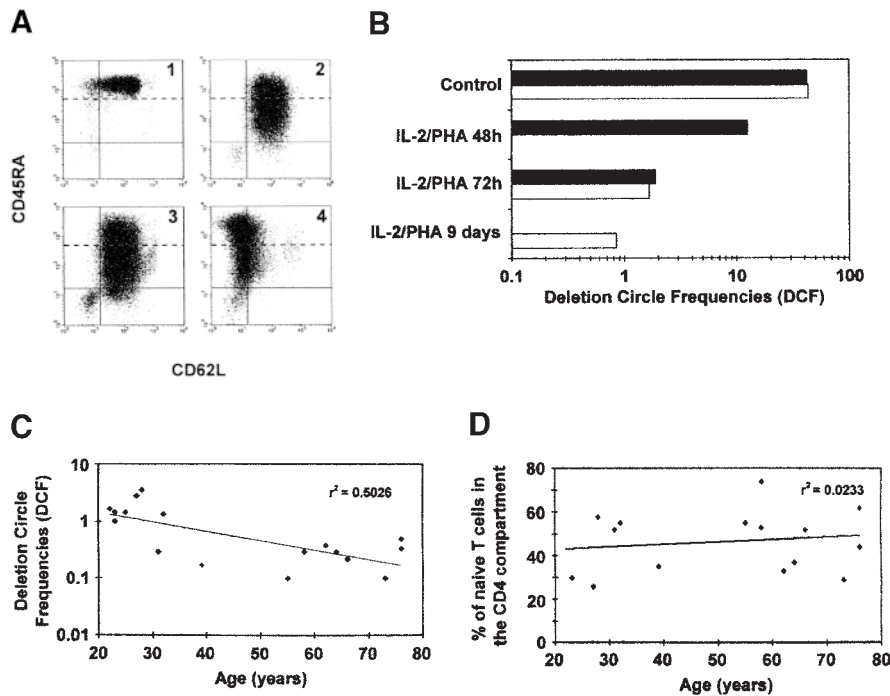 A
B
1
2
3
4
CD45RA
CD62L
Control
IL-2/PHA 48h
IL-2/PHA 72h
IL-2/PHA 9 days
0.1
1
10
100
Deletion Circle Frequencies (DCF)
C
Deletion Circle
Frequencies (DCF)
10
1
0.1
0.01
r² = 0.5026
20 30 40 50 60 70 80
Age (years)
D
% of naive T cells in
the CD4 compartment
80
60
40
20
0
r² = 0.0233
20 30 40 50 60 70 80
Age (years)